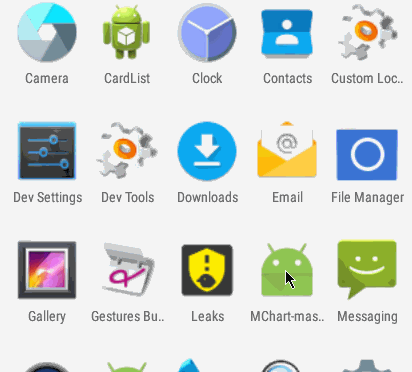 Camera CardList Clock Contacts Custom Loc..
Dev Settings Dev Tools Downloads Email File Manager
@
Gallery Gestures Bu.. Leaks MChart-mas.. Messaging